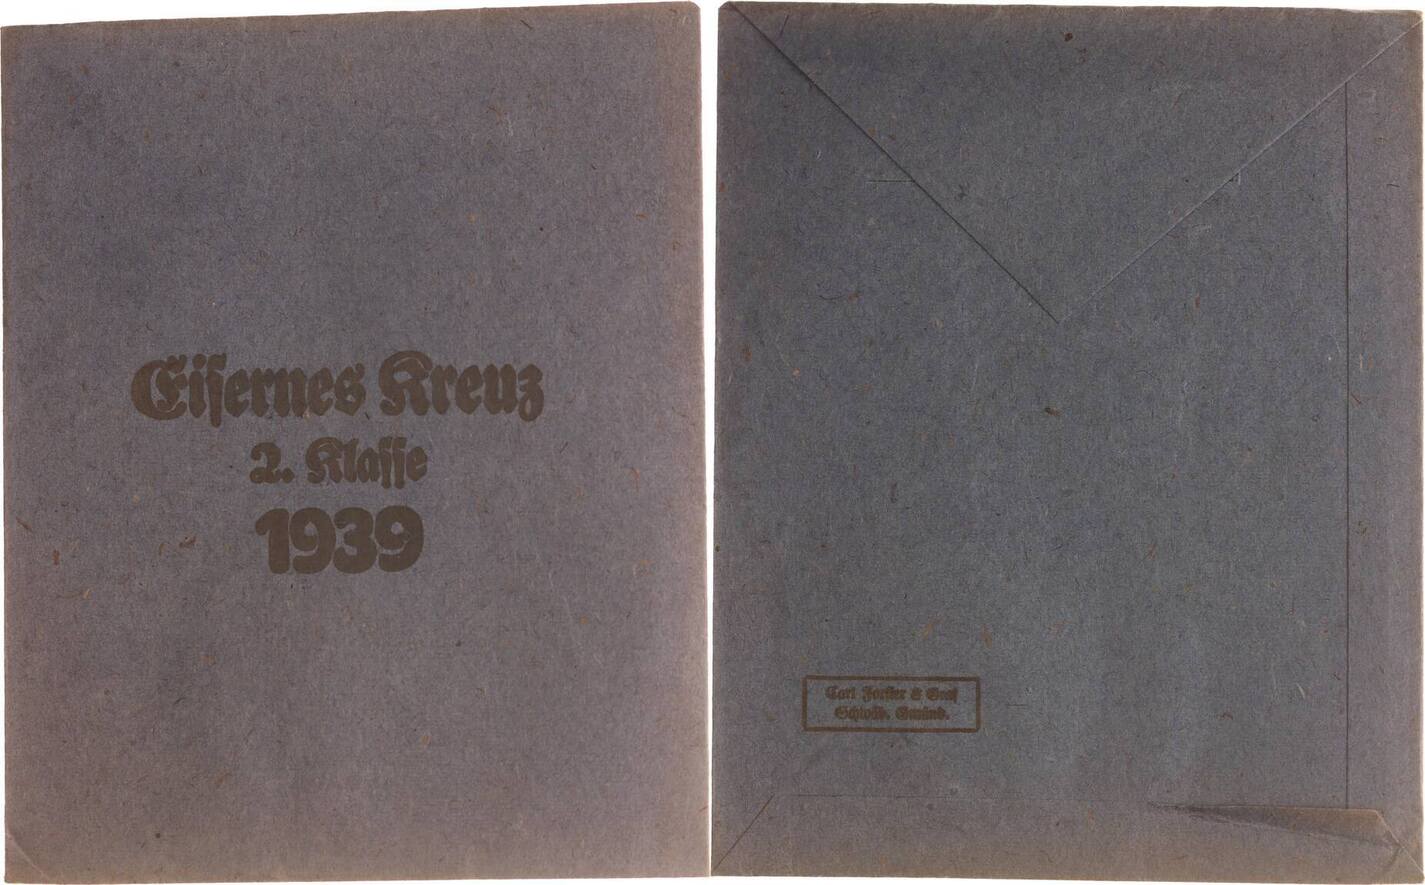 Eisernes Kreuz
2. Klasse
1939
Carl Forster & Graf
Schwäb. Gmünd.